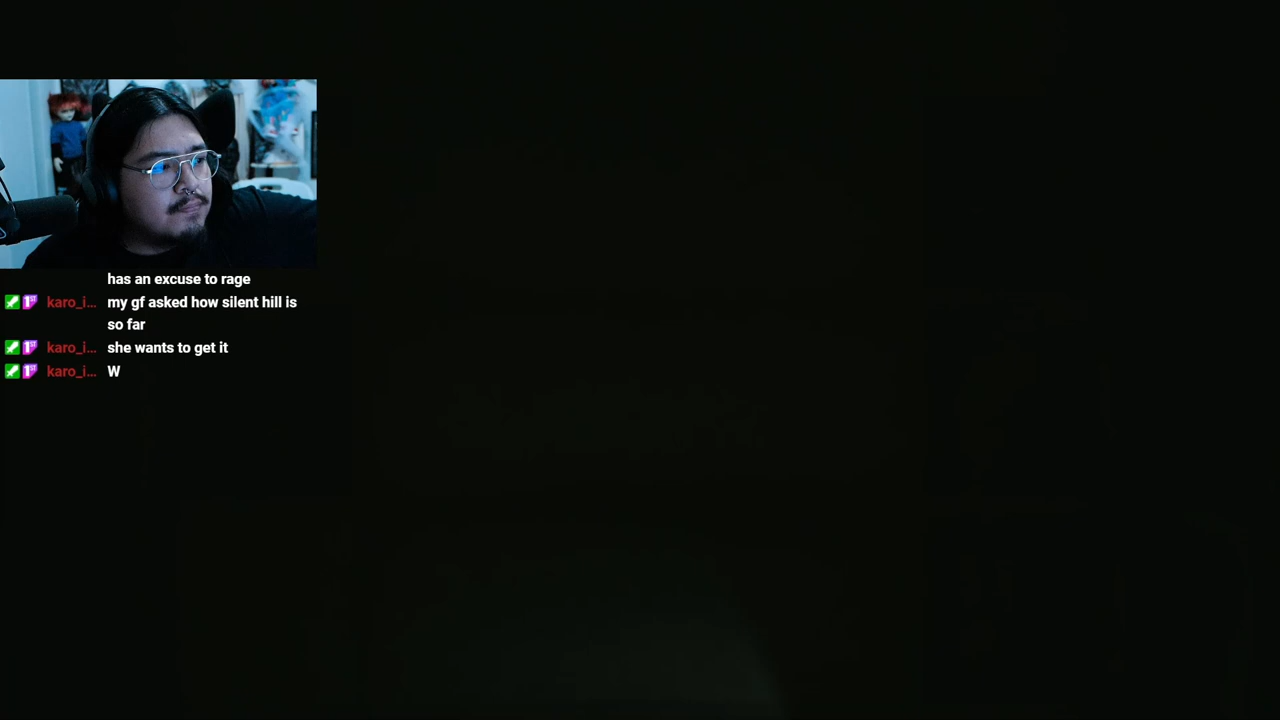 has an excuse to rage
karo_i... my gf asked how silent hill is
so far
karo_i... she wants to get it
karo_i... W